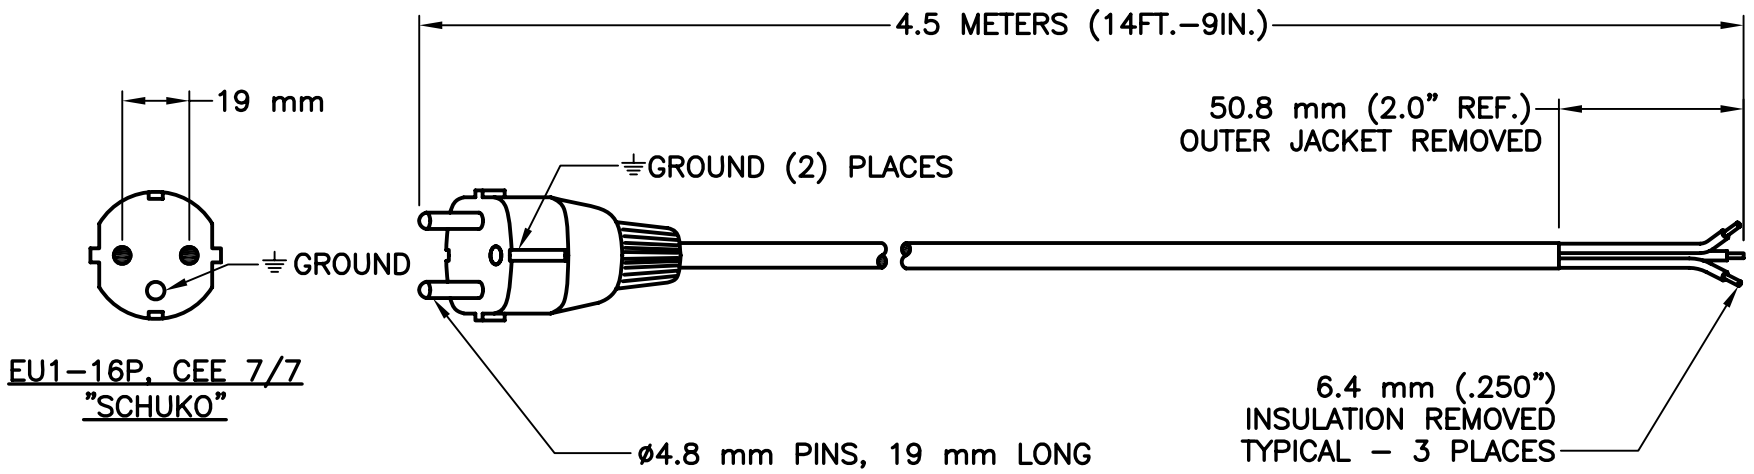 4.5 METERS (14FT.-9IN.)
19 mm
50.8 mm (2.0" REF.)
OUTER JACKET REMOVED
⏚GROUND (2) PLACES
⏚ GROUND
EU1-16P, CEE 7/7
"SCHUKO"
6.4 mm (.250")
INSULATION REMOVED
TYPICAL - 3 PLACES
ø4.8 mm PINS, 19 mm LONG